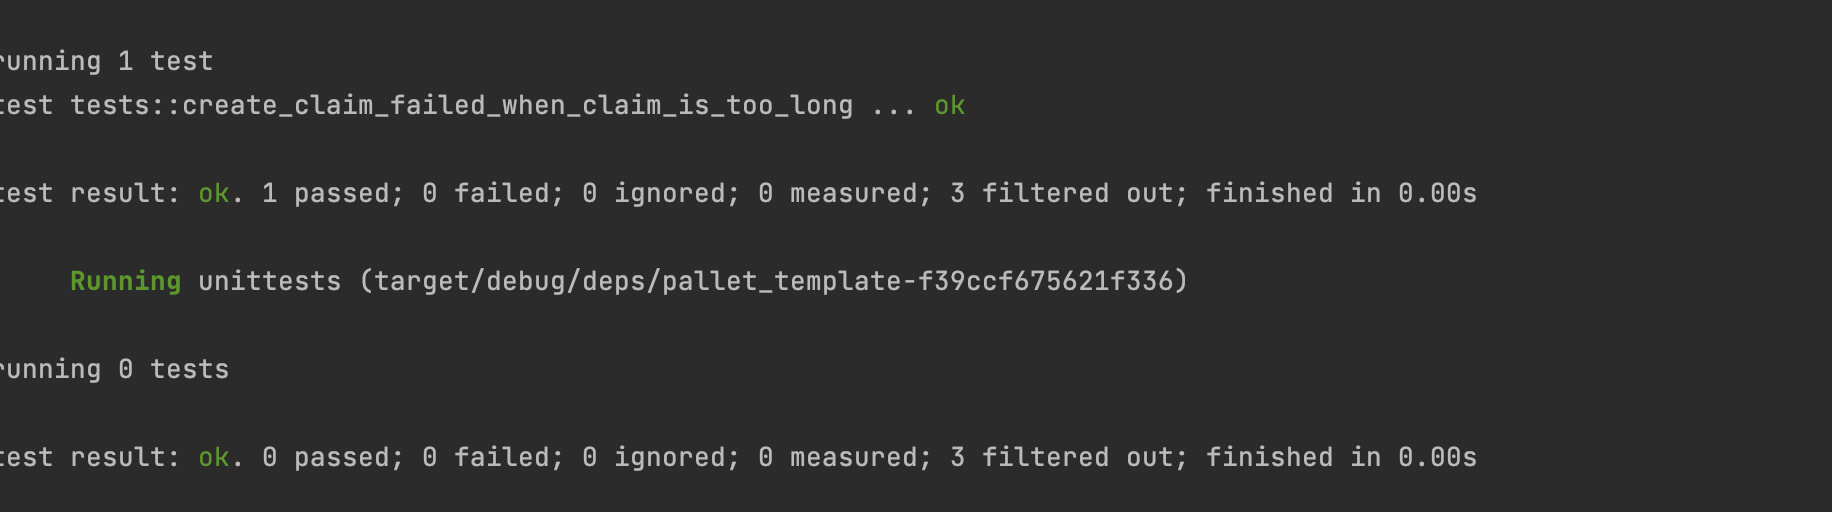 running 1 test
test tests::create_claim_failed_when_claim_is_too_long ... ok
test result: ok. 1 passed; 0 failed; 0 ignored; 0 measured; 3 filtered out; finished in 0.00s
Running unittests (target/debug/deps/pallet_template-f39ccf675621f336)
running 0 tests
test result: ok. 0 passed; 0 failed; 0 ignored; 0 measured; 3 filtered out; finished in 0.00s